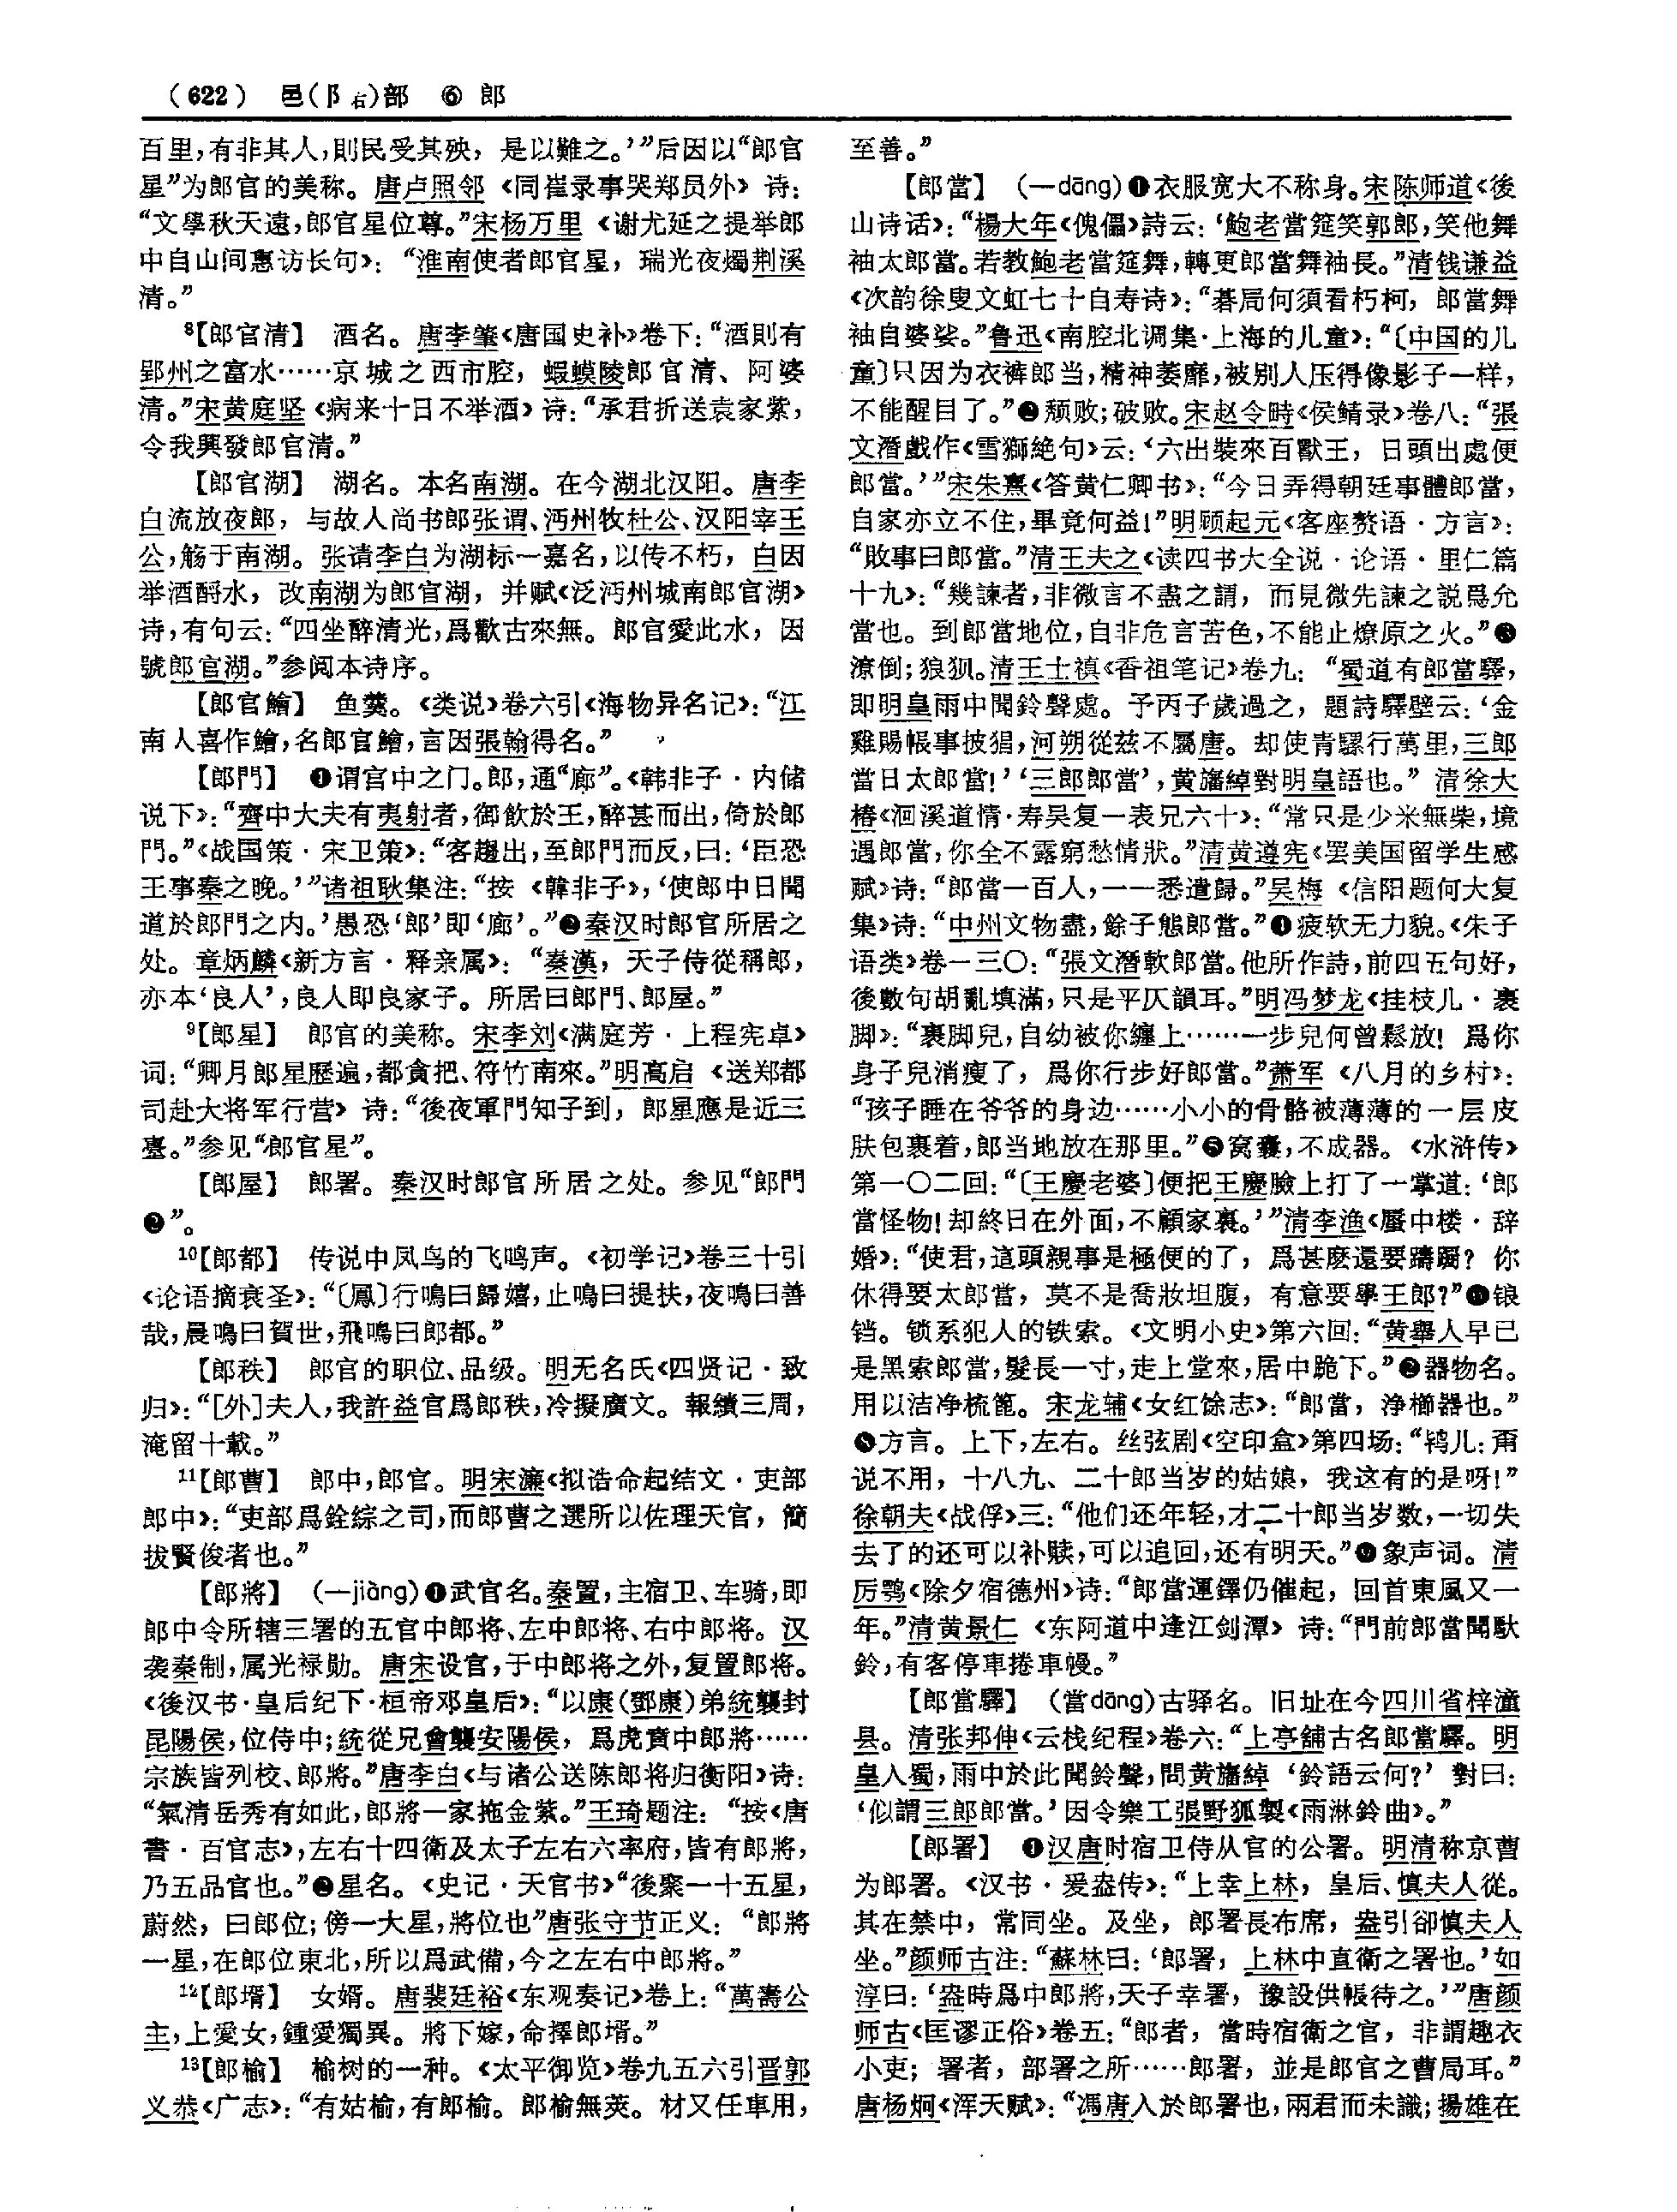 （622） 邑(阝右)部 ⑥ 郎
百里，有非其人，則民受其殃，是以難之。’”后因以“郎官
星”为郎官的美称。唐卢照邻《同崔录事哭郑员外》诗：
“文學秋天遠，郎官星位尊。”宋杨万里《谢尤延之提举郎
中自山间惠访长句》：“淮南使者郎官星，瑞光夜燭荆溪
清。”
8【郎官清】 酒名。唐李肇《唐国史补》卷下：“酒則有
郢州之富水……京城之西市腔，蝦蟆陵郎官清、阿婆
清。”宋黄庭坚《病来十日不举酒》诗：“承君折送袁家紫，
令我興發郎官清。”
【郎官湖】 湖名。本名南湖。在今湖北汉阳。唐李
白流放夜郎，与故人尚书郎张谓、沔州牧杜公、汉阳宰王
公，觞于南湖。张请李白为湖标一嘉名，以传不朽，白因
举酒酹水，改南湖为郎官湖，并赋《泛沔州城南郎官湖》
诗，有句云：“四坐醉清光，爲歡古來無。郎官愛此水，因
號郎官湖。”参阅本诗序。
【郎官鱠】 鱼羹。《类说》卷六引《海物异名记》：“江
南人喜作鱠，名郎官鱠，言因張翰得名。”
【郎門】 ❶谓宫中之门。郎，通“廊”。《韩非子·内储
说下》：“齊中大夫有夷射者，御飲於王，醉甚而出，倚於郎
門。”《战国策·宋卫策》：“客趨出，至郎門而反，曰：‘臣恐
王事秦之晚。’”诸祖耿集注：“按《韓非子》，‘使郎中日聞
道於郎門之内。’愚恐‘郎’即‘廊’。”❷秦汉时郎官所居之
处。章炳麟《新方言·释亲属》：“秦漢，天子侍從稱郎，
亦本‘良人’，良人即良家子。所居曰郎門、郎屋。”
9【郎星】 郎官的美称。宋李刘《满庭芳·上程宪卓》
词：“卿月郎星歷遍，都貪把、符竹南來。”明高启《送郑都
司赴大将军行营》诗：“後夜軍門知子到，郎星應是近三
臺。”参见“郎官星”。
【郎屋】 郎署。秦汉时郎官所居之处。参见“郎門
❷”。
10【郎都】 传说中凤鸟的飞鸣声。《初学记》卷三十引
《论语摘衰圣》：“〔鳳〕行鳴曰歸嬉，止鳴曰提扶，夜鳴曰善
哉，晨鳴曰賀世，飛鳴曰郎都。”
【郎秩】 郎官的职位、品级。明无名氏《四贤记·致
归》：“[外]夫人，我許益官爲郎秩，冷擬廣文。報績三周，
淹留十載。”
11【郎曹】 郎中，郎官。明宋濂《拟诰命起结文·吏部
郎中》：“吏部爲銓綜之司，而郎曹之選所以佐理天官，簡
拔賢俊者也。”
【郎將】 （—jiàng）❶武官名。秦置，主宿卫、车骑，即
郎中令所辖三署的五官中郎将、左中郎将、右中郎将。汉
袭秦制，属光禄勋。唐宋设官，于中郎将之外，复置郎将。
《後汉书·皇后纪下·桓帝邓皇后》：“以康(鄧康)弟統襲封
昆陽侯，位侍中；統從兄會襲安陽侯，爲虎賁中郎將……
宗族皆列校、郎將。”唐李白《与诸公送陈郎将归衡阳》诗：
“氣清岳秀有如此，郎將一家拖金紫。”王琦题注：“按《唐
書·百官志》，左右十四衛及太子左右六率府，皆有郎將，
乃五品官也。”❷星名。《史记·天官书》“後聚一十五星，
蔚然，曰郎位；傍一大星，將位也”唐张守节正义：“郎將
一星，在郎位東北，所以爲武備，今之左右中郎將。”
12【郎壻】 女婿。唐裴廷裕《东观奏记》卷上：“萬壽公
主，上愛女，鍾愛獨異。將下嫁，命擇郎壻。”
13【郎榆】 榆树的一种。《太平御览》卷九五六引晋郭
义恭《广志》：“有姑榆，有郎榆。郎榆無莢。材又任車用，
至善。”
【郎當】 （—dāng）❶衣服宽大不称身。宋陈师道《後
山诗话》：“楊大年《傀儡》詩云：‘鮑老當筵笑郭郎，笑他舞
袖太郎當。若教鮑老當筵舞，轉更郎當舞袖長。”清钱谦益
《次韵徐叟文虹七十自寿诗》：“碁局何須看朽柯，郎當舞
袖自婆娑。”鲁迅《南腔北调集·上海的儿童》：“〔中国的儿
童〕只因为衣裤郎当，精神萎靡，被别人压得像影子一样，
不能醒目了。”❷颓败；破败。宋赵令畤《侯鲭录》卷八：“張
文潛戲作《雪獅絶句》云：‘六出裝來百獸王，日頭出處便
郎當。’”宋朱熹《答黄仁卿书》：“今日弄得朝廷事體郎當，
自家亦立不住，畢竟何益！”明顾起元《客座赘语·方言》：
“敗事曰郎當。”清王夫之《读四书大全说·论语·里仁篇
十九》：“幾諫者，非微言不盡之謂，而見微先諫之説爲允
當也。到郎當地位，自非危言苦色，不能止燎原之火。”❸
潦倒；狼狈。清王士禛《香祖笔记》卷九：“蜀道有郎當驛，
即明皇雨中聞鈴聲處。予丙子歲過之，題詩驛壁云：‘金
雞賜帳事披猖，河朔從兹不屬唐。却使青騾行萬里，三郎
當日太郎當！’‘三郎郎當’，黄旛綽對明皇語也。”清徐大
椿《洄溪道情·寿吴复一表兄六十》：“常只是少米無柴，境
遇郎當，你全不露窮愁情狀。”清黄遵宪《罢美国留学生感
赋》诗：“郎當一百人，一一悉遣歸。”吴梅《信阳题何大复
集》诗：“中州文物盡，餘子態郎當。”❹疲软无力貌。《朱子
语类》卷一三〇：“張文潛軟郎當。他所作詩，前四五句好，
後數句胡亂填滿，只是平仄韻耳。”明冯梦龙《挂枝儿·裹
脚》：“裹脚兒，自幼被你纏上……一步兒何曾鬆放！爲你
身子兒消瘦了，爲你行步好郎當。”萧军《八月的乡村》：
“孩子睡在爷爷的身边……小小的骨骼被薄薄的一层皮
肤包裹着，郎当地放在那里。”❺窝囊，不成器。《水浒传》
第一〇二回：“〔王慶老婆〕便把王慶臉上打了一掌道：‘郎
當怪物！却終日在外面，不顧家裏。’”清李渔《蜃中楼·辞
婚》：“使君，這頭親事是極便的了，爲甚麽還要躊躕？你
休得要太郎當，莫不是喬妝坦腹，有意要學王郎？”❻锒
铛。锁系犯人的铁索。《文明小史》第六回：“黄舉人早已
是黑索郎當，髮長一寸，走上堂來，居中跪下。”❼器物名。
用以洁净梳篦。宋龙辅《女红馀志》：“郎當，净櫛器也。”
❽方言。上下，左右。丝弦剧《空印盒》第四场：“鸨儿：甭
说不用，十八九、二十郎当岁的姑娘，我这有的是呀！”
徐朝夫《战俘》三：“他们还年轻，才二十郎当岁数，一切失
去了的还可以补赎，可以追回，还有明天。”❾象声词。清
厉鹗《除夕宿德州》诗：“郎當運鐸仍催起，回首東風又一
年。”清黄景仁《东阿道中逢江剑潭》诗：“門前郎當聞馱
鈴，有客停車捲車幔。”
【郎當驛】 （當dāng）古驿名。旧址在今四川省梓潼
县。清张邦伸《云栈纪程》卷六：“上亭舖古名郎當驛。明
皇入蜀，雨中於此聞鈴聲，問黄旛綽‘鈴語云何？’對曰：
‘似謂三郎郎當。’因令樂工張野狐製《雨淋鈴曲》。”
【郎署】 ❶汉唐时宿卫侍从官的公署。明清称京曹
为郎署。《汉书·爰盎传》：“上幸上林，皇后、慎夫人從。
其在禁中，常同坐。及坐，郎署長布席，盎引卻慎夫人
坐。”颜师古注：“蘇林曰：‘郎署，上林中直衛之署也。’如
淳曰：‘盎時爲中郎將，天子幸署，豫設供帳待之。’”唐颜
师古《匡谬正俗》卷五：“郎者，當時宿衛之官，非謂趣衣
小吏；署者，部署之所……郎署，並是郎官之曹局耳。”
唐杨炯《浑天赋》：“馮唐入於郎署也，兩君而未識；揚雄在